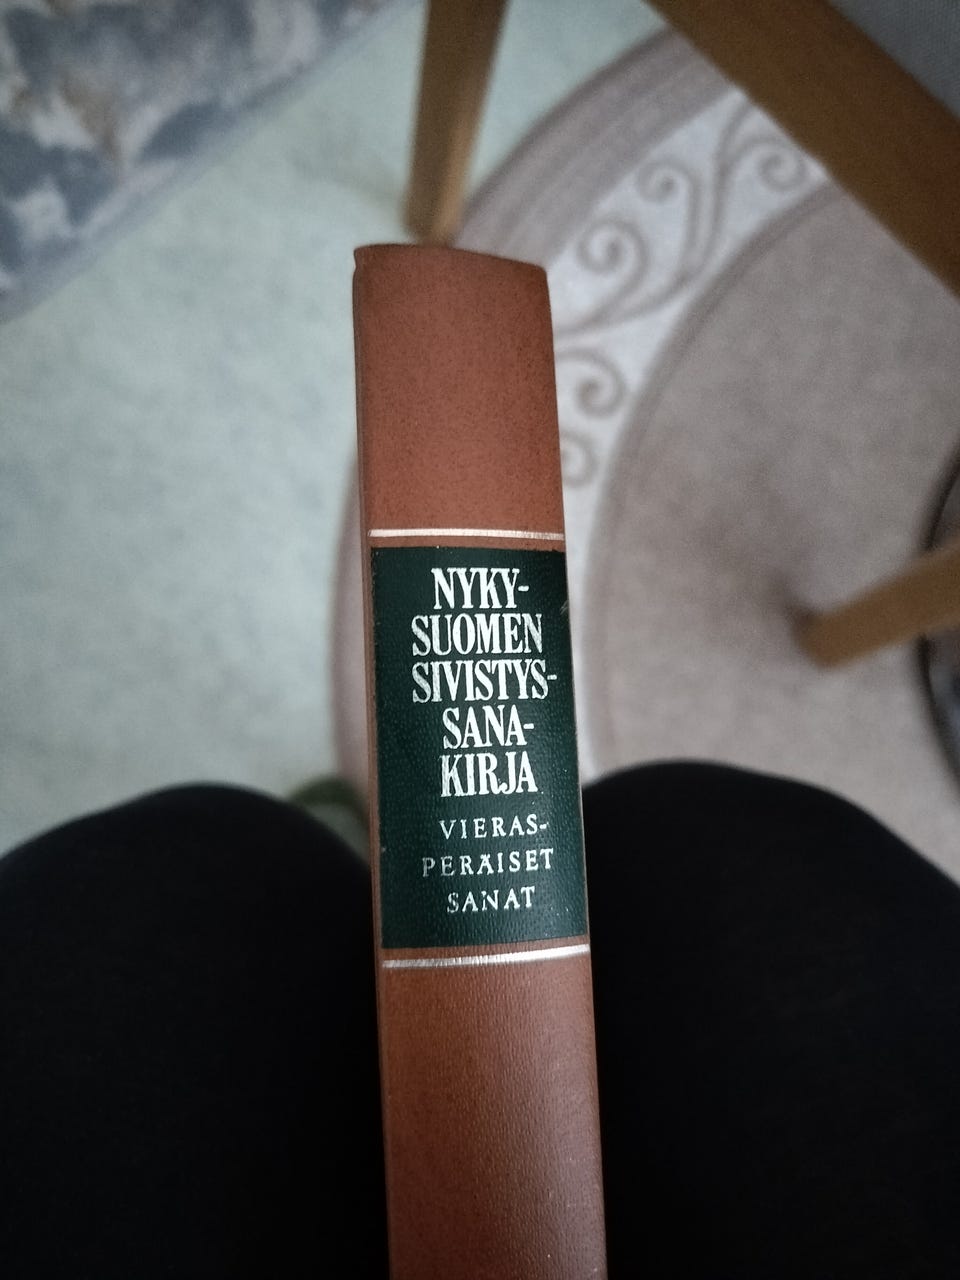 NYKY-
SUOMEN
SIVISTYS-
SANA-
KIRJA
VIERAS-
PERÄISET
SANAT